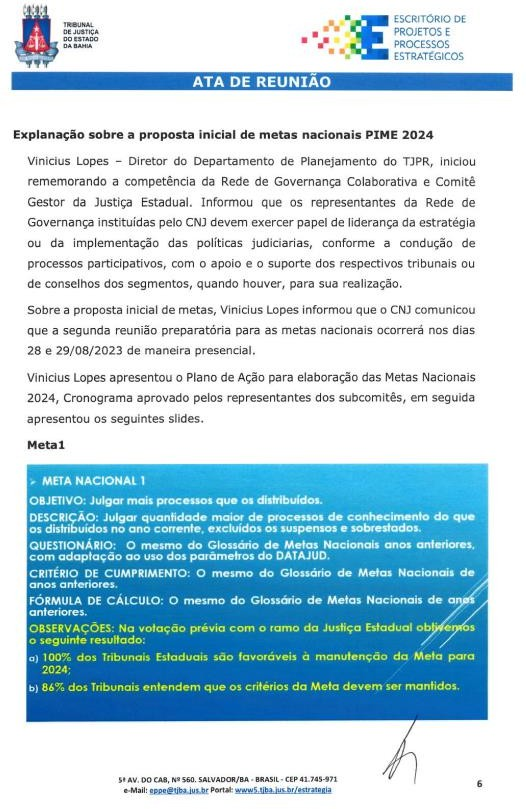 TRIBUNAL
DE JUSTIÇA
DO ESTADO
DA BAHIA
ESCRITÓRIO DE
PROJETOS E
PROCESSOS
ESTRATÉGICOS
ATA DE REUNIÃO
Explanação sobre a proposta inicial de metas nacionais PIME 2024
Vinicius Lopes – Diretor do Departamento de Planejamento do TJPR, iniciou
rememorando a competência da Rede de Governança Colaborativa e Comitê
Gestor da Justiça Estadual. Informou que os representantes da Rede de
Governança instituídas pelo CNJ devem exercer papel de liderança da estratégia
ou da implementação das políticas judiciarias, conforme a condução de
processos participativos, com o apoio e o suporte dos respectivos tribunais ou
de conselhos dos segmentos, quando houver, para sua realização.
Sobre a proposta inicial de metas, Vinicius Lopes informou que o CNJ comunicou
que a segunda reunião preparatória para as metas nacionais ocorrerá nos dias
28 e 29/08/2023 de maneira presencial.
Vinicius Lopes apresentou o Plano de Ação para elaboração das Metas Nacionais
2024, Cronograma aprovado pelos representantes dos subcomitês, em seguida
apresentou os seguintes slides.
Meta1
➢ META NACIONAL 1
OBJETIVO: Julgar mais processos que os distribuídos.
DESCRIÇÃO: Julgar quantidade maior de processos de conhecimento do que
os distribuídos no ano corrente, excluídos os suspensos e sobrestados.
QUESTIONÁRIO: O mesmo do Glossário de Metas Nacionais anos anteriores,
com adaptação ao uso dos parâmetros do DATAJUD.
CRITÉRIO DE CUMPRIMENTO: O mesmo do Glossário de Metas Nacionais de
anos anteriores.
FÓRMULA DE CÁLCULO: O mesmo do Glossário de Metas Nacionais de anos
anteriores.
OBSERVAÇÕES: Na votação prévia com o ramo da Justiça Estadual obtivemos
o seguinte resultado:
a) 100% dos Tribunais Estaduais são favoráveis à manutenção da Meta para
2024;
b) 86% dos Tribunais entendem que os critérios da Meta devem ser mantidos.
5ª AV. DO CAB, Nº 560. SALVADOR/BA - BRASIL - CEP 41.745-971
e-Mail: eppe@tjba.jus.br Portal: www5.tjba.jus.br/estrategia
6